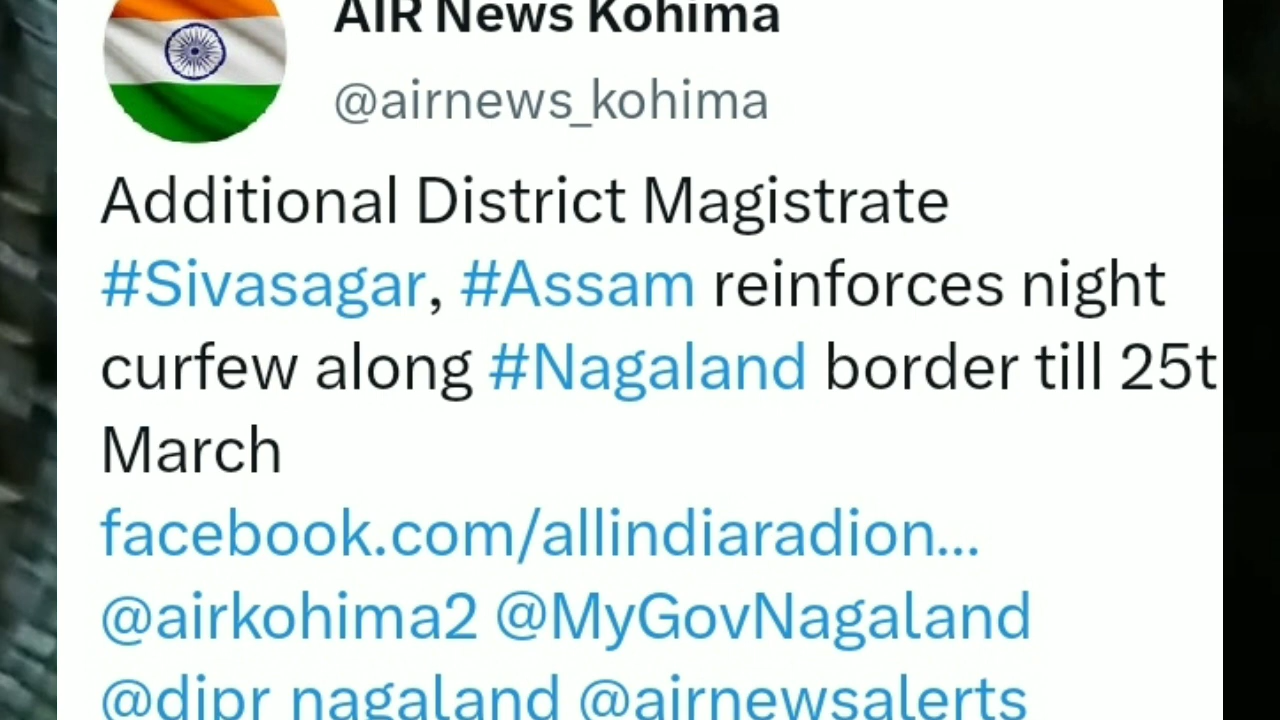 AIR News Kohima
@airnews_kohima
Additional District Magistrate
#Sivasagar, #Assam reinforces night
curfew along #Nagaland border till 25t
March
facebook.com/allindiaradion...
@airkohima2 @MyGovNagaland
@dipr_nagaland @airnewsalerts